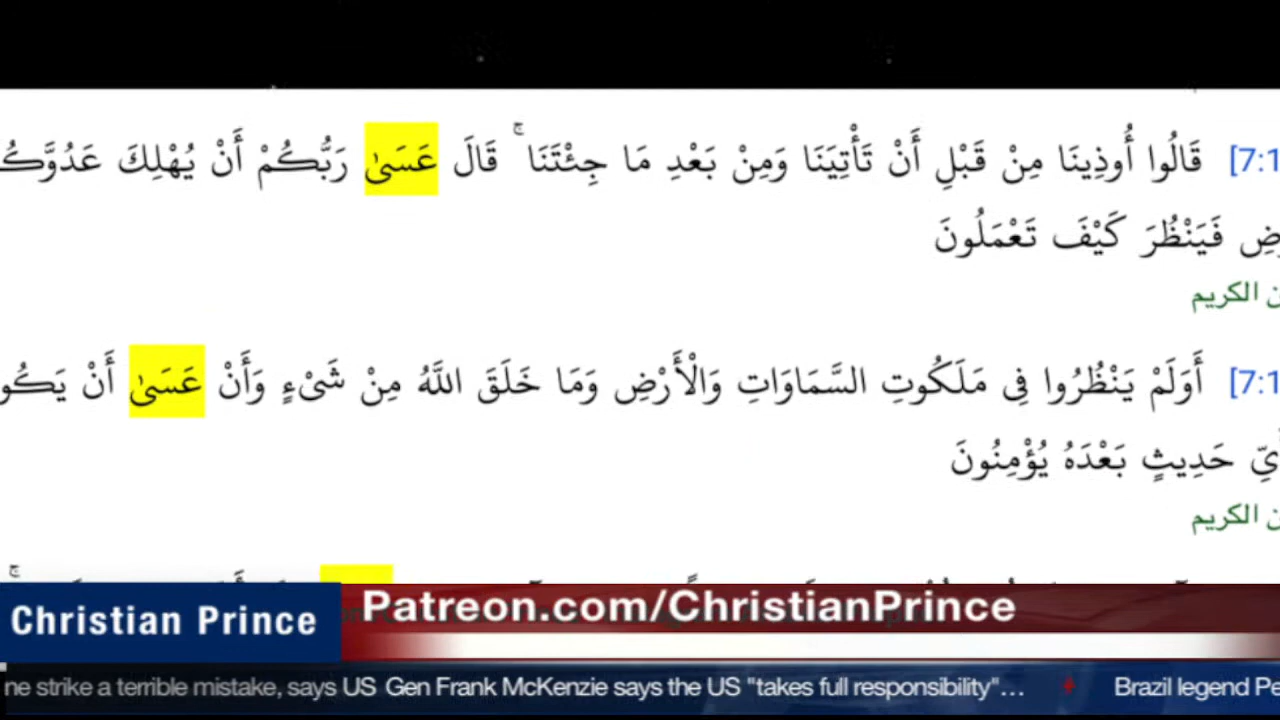 [7:1 قَالُوا أُوذِينَا مِنْ قَبْلِ أَنْ تَأْتِيَنَا وَمِنْ بَعْدِ مَا جِئْتَنَا ۚ قَالَ عَسَىٰ رَبُّكُمْ أَنْ يُهْلِكَ عَدُوَّكُ
فَيَنْظُرَ كَيْفَ تَعْمَلُونَ
الكريم
[7:1 أَوَلَمْ يَنْظُرُوا فِى مَلَكُوتِ السَّمَاوَاتِ وَالْأَرْضِ وَمَا خَلَقَ اللَّهُ مِنْ شَىْءٍ وَأَنْ عَسَىٰ أَنْ يَكُو
حَدِيثٍ بَعْدَهُ يُؤْمِنُونَ
الكريم
Christian Prince
Patreon.com/ChristianPrince
ne strike a terrible mistake, says US Gen Frank McKenzie says the US "takes full responsibility"... Brazil legend Pe